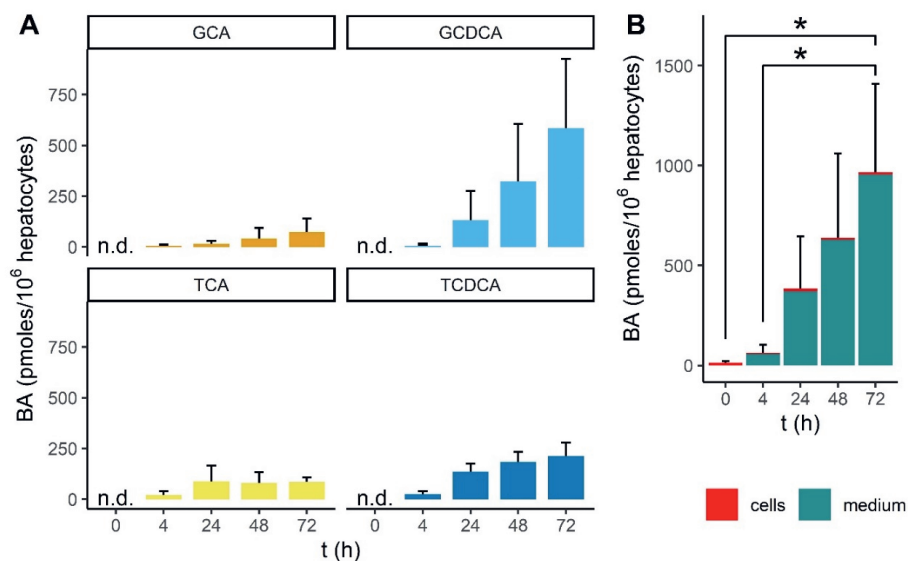 A
B
GCA
GCDCA
BA (pmoles/10⁶ hepatocytes)
750
500
250
0
n.d.
n.d.
TCA
TCDCA
750
500
250
0
n.d.
n.d.
0 4 24 48 72
0 4 24 48 72
t (h)
*
*
BA (pmoles/10⁶ hepatocytes)
1500
1000
500
0
0 4 24 48 72
t (h)
cells
medium